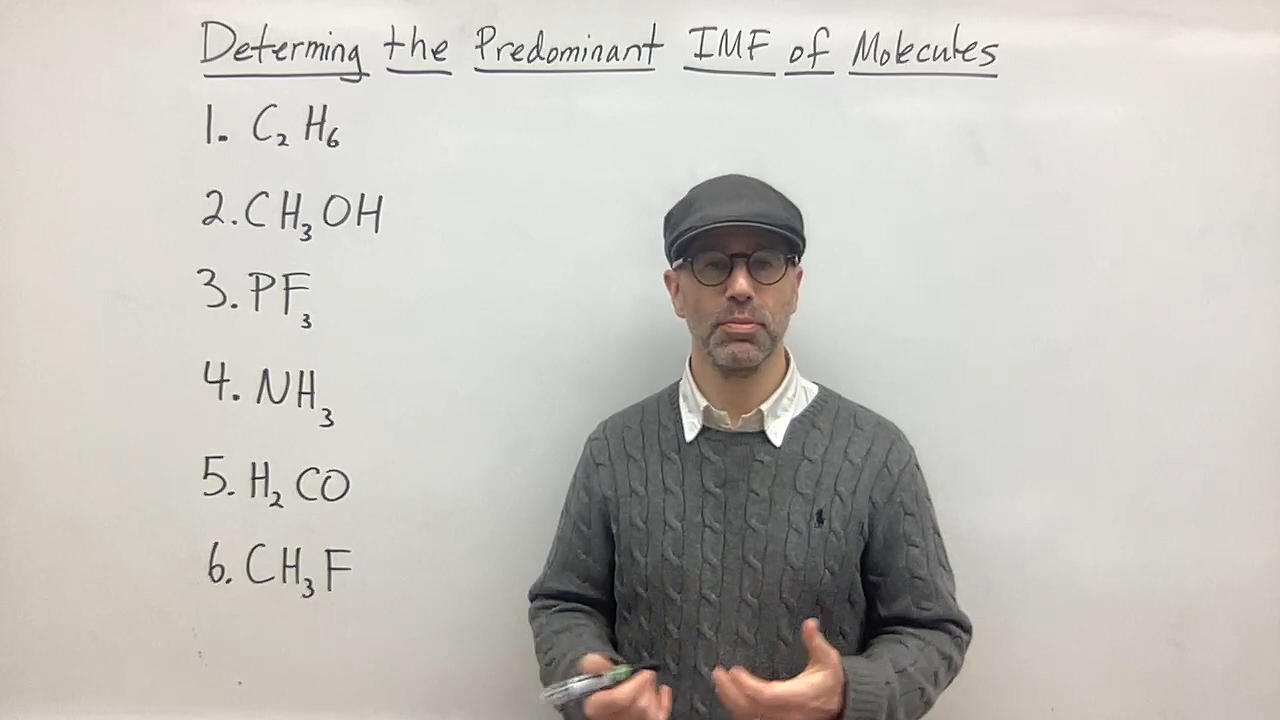 Determing the Predominant IMF of Molecules
1. C₂H₆
2. CH₃OH
3. PF₃
4. NH₃
5. H₂CO
6. CH₃F